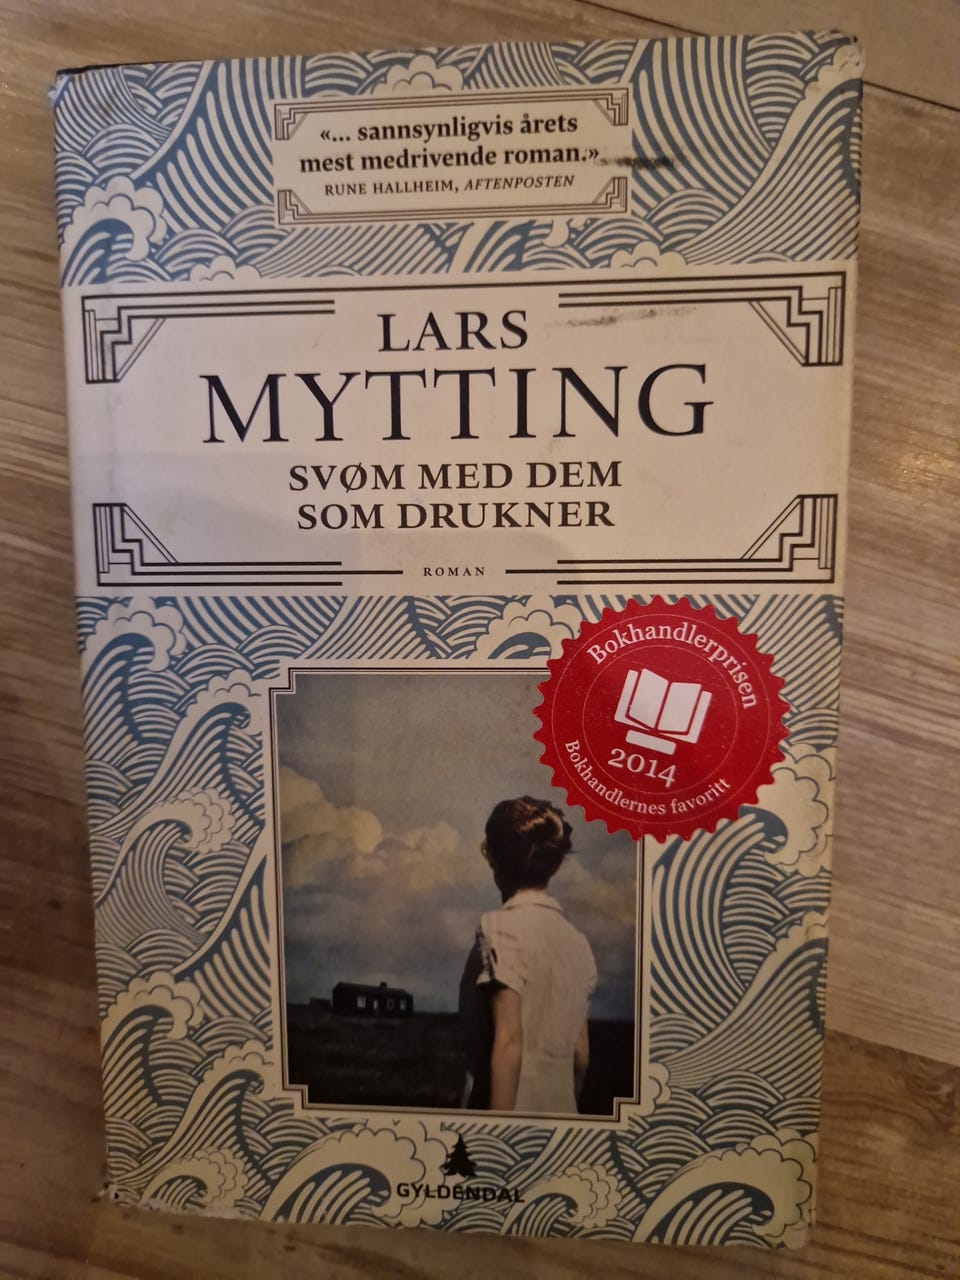 «... sannsynligvis årets
mest medrivende roman.»
RUNE HALLHEIM, AFTENPOSTEN
LARS
MYTTING
SVØM MED DEM
SOM DRUKNER
ROMAN
Bokhandlerprisen
2014
Bokhandlernes favoritt
GYLDENDAL